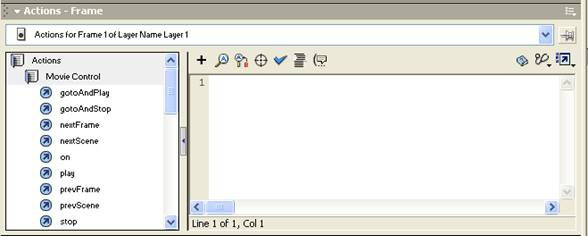 Actions - Frame
Actions for Frame 1 of Layer Name Layer 1
Actions
Movie Control
gotoAndPlay
gotoAndStop
nextFrame
nextScene
on
play
prevFrame
prevScene
stop
1
Line 1 of 1, Col 1